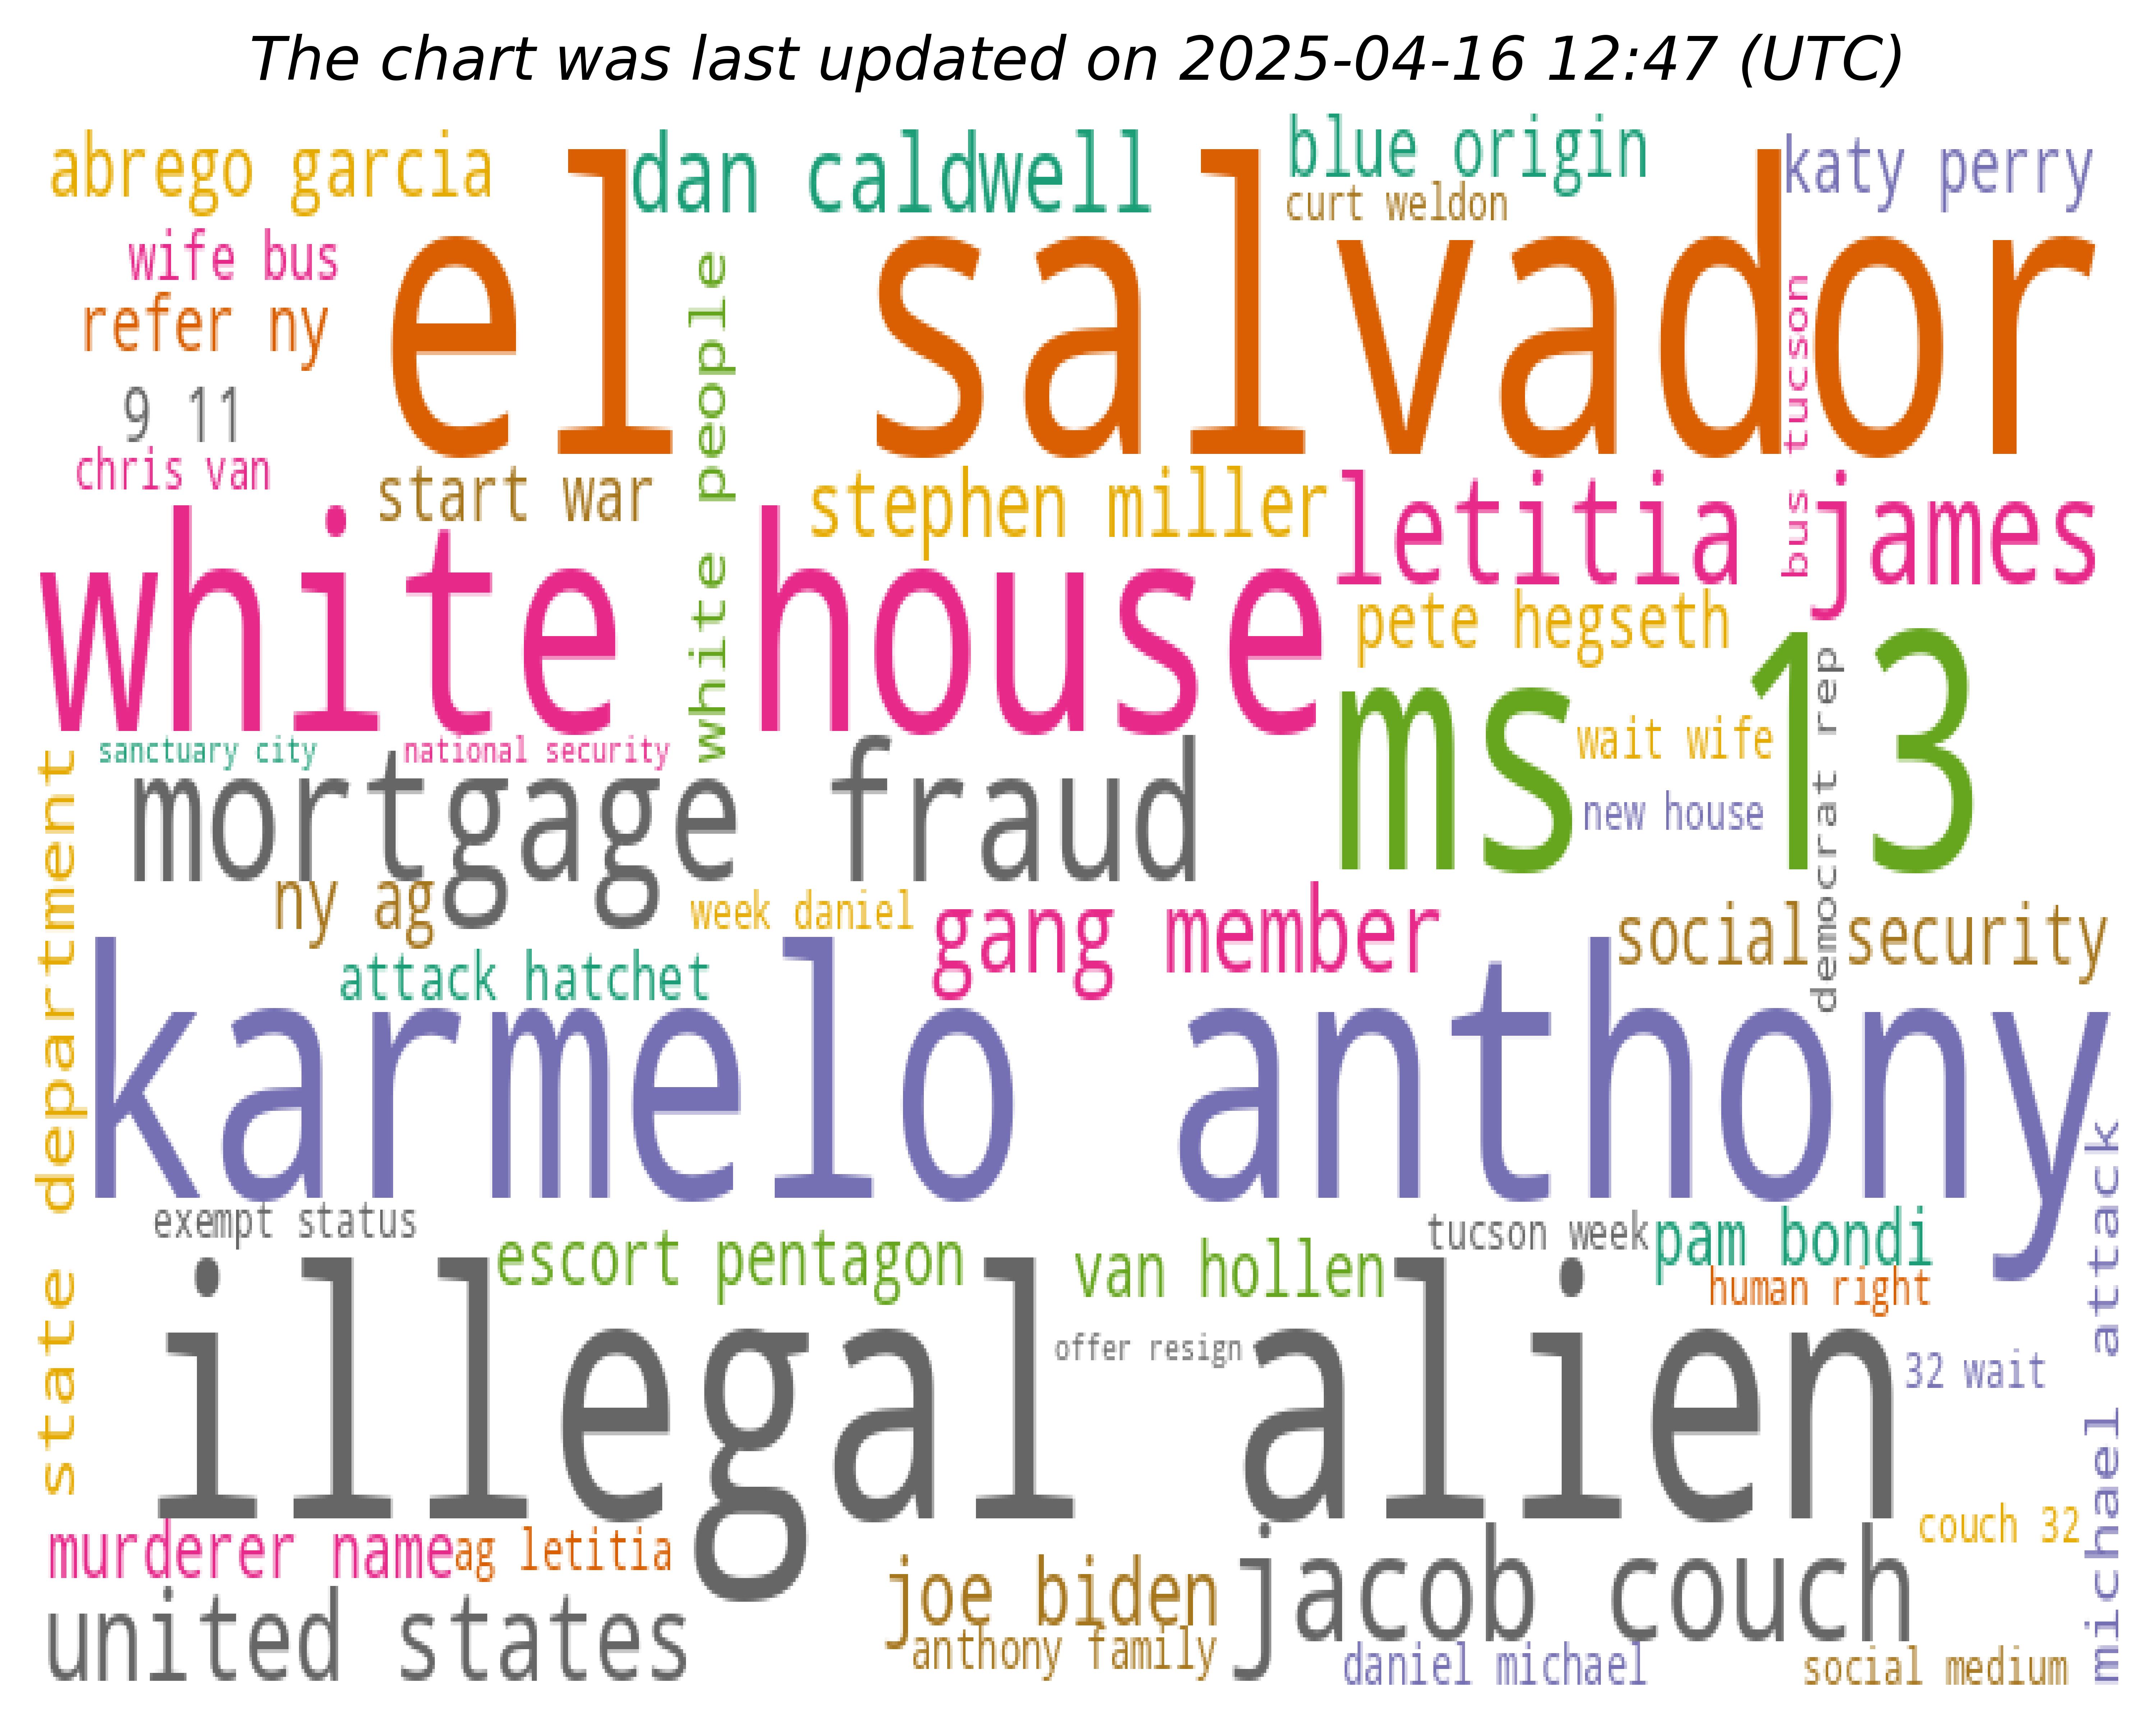 The chart was last updated on 2025-04-16 12:47 (UTC)
abrego garcia
dan caldwell
blue origin
katy perry
curt weldon
wife bus
el salvador
refer ny
white people
bus tucson
9 11
chris van
start war
stephen miller
letitia james
white house
pete hegseth
ms 13
wait wife
democrat rep
sanctuary city
national security
mortgage fraud
new house
state department
ny ag
week daniel
gang member
social security
attack hatchet
karmelo anthony
michael attack
exempt status
escort pentagon
van hollen
tucson week
pam bondi
human right
illegal alien
offer resign
32 wait
murderer name
ag letitia
couch 32
united states
joe biden
jacob couch
anthony family
daniel michael
social medium